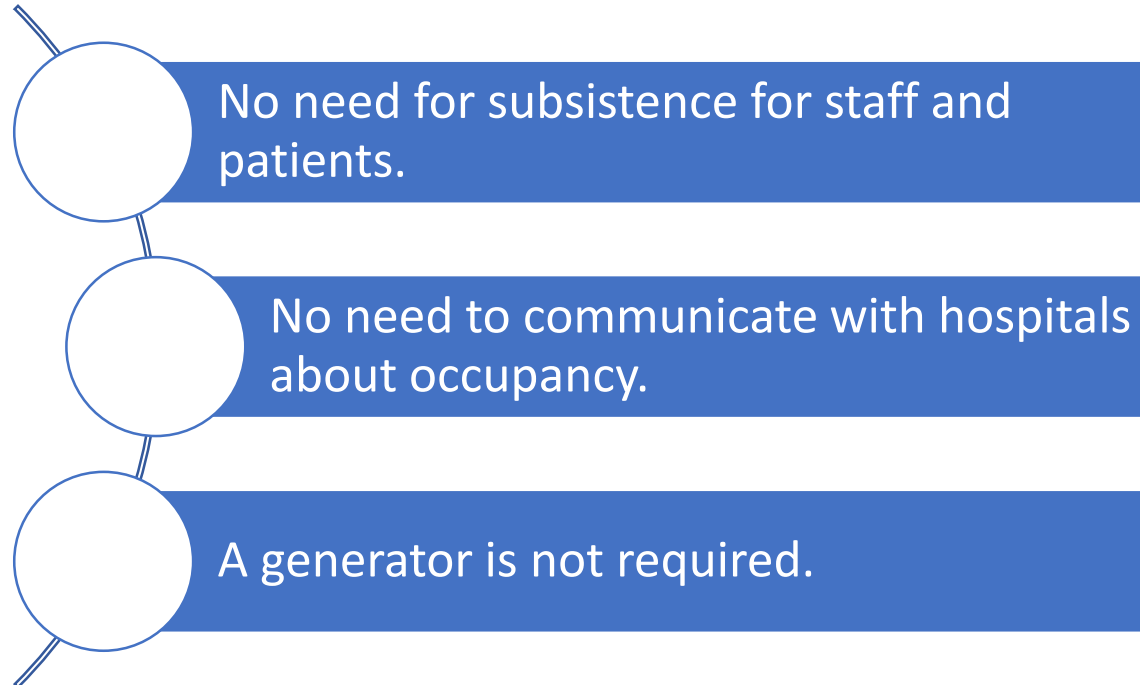 No need for subsistence for staff and
patients.
No need to communicate with hospitals
about occupancy.
A generator is not required.